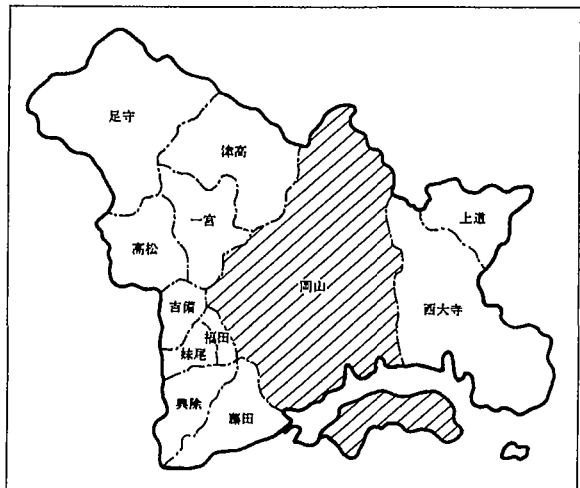 足守
津高
一宮
上道
高松
岡山
吉備
西大寺
福田
妹尾
興除
藤田